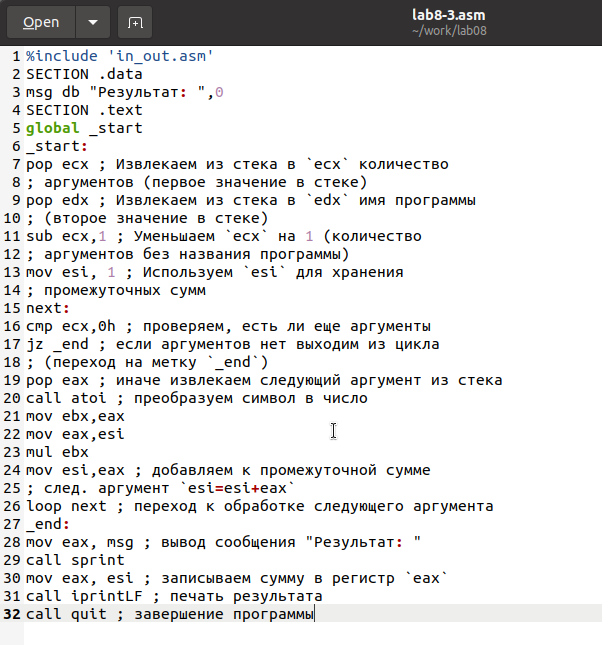 Open
lab8-3.asm
~/work/lab08
1 %include 'in_out.asm'
2 SECTION .data
3 msg db "Результат: ",0
4 SECTION .text
5 global _start
6 _start:
7 pop ecx ; Извлекаем из стека в `ecx` количество
8 ; аргументов (первое значение в стеке)
9 pop edx ; Извлекаем из стека в `edx` имя программы
10 ; (второе значение в стеке)
11 sub ecx,1 ; Уменьшаем `ecx` на 1 (количество
12 ; аргументов без названия программы)
13 mov esi, 1 ; Используем `esi` для хранения
14 ; промежуточных сумм
15 next:
16 cmp ecx,0h ; проверяем, есть ли еще аргументы
17 jz _end ; если аргументов нет выходим из цикла
18 ; (переход на метку `_end`)
19 pop eax ; иначе извлекаем следующий аргумент из стека
20 call atoi ; преобразуем символ в число
21 mov ebx,eax
22 mov eax,esi
23 mul ebx
24 mov esi,eax ; добавляем к промежуточной сумме
25 ; след. аргумент `esi=esi+eax`
26 loop next ; переход к обработке следующего аргумента
27 _end:
28 mov eax, msg ; вывод сообщения "Результат: "
29 call sprint
30 mov eax, esi ; записываем сумму в регистр `eax`
31 call iprintLF ; печать результата
32 call quit ; завершение программы